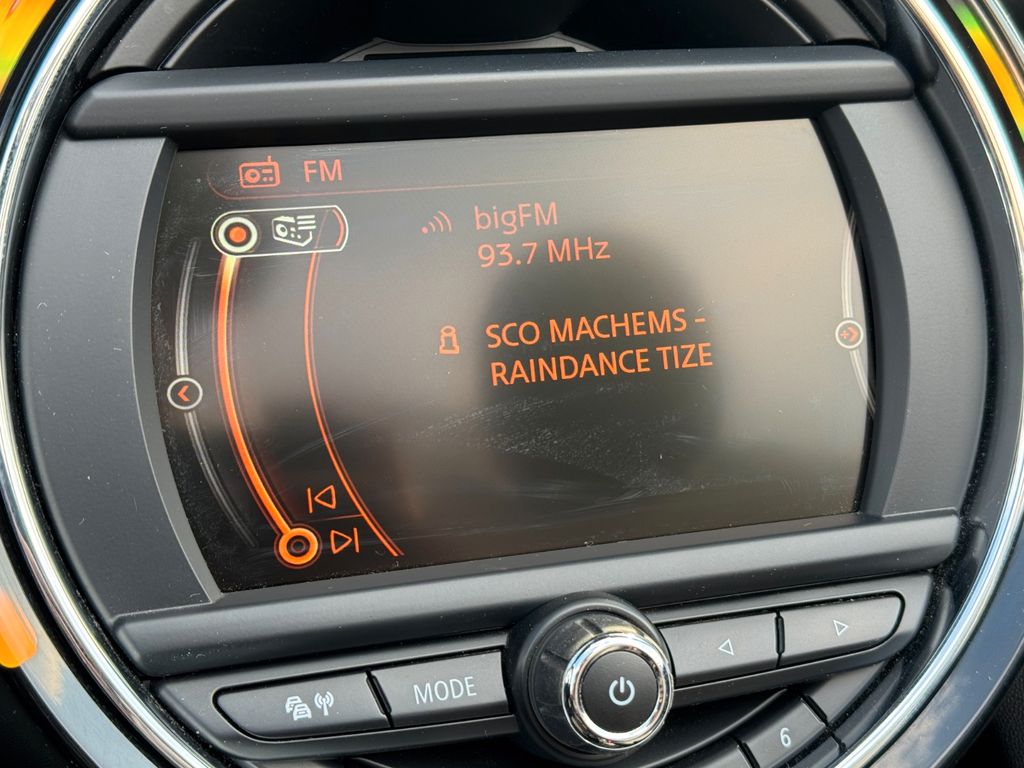 FM
bigFM
93.7 MHz
SCO MACHEMS -
RAINDANCE TIZE
MODE
6